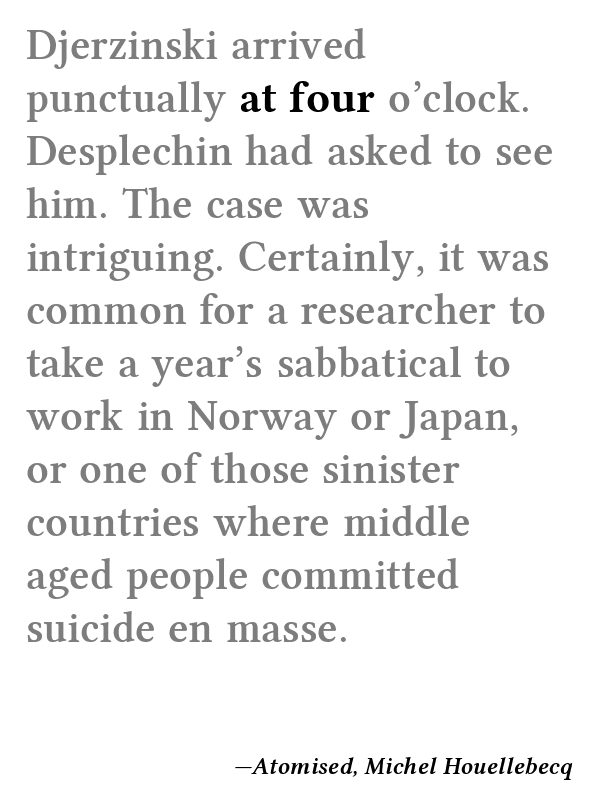 Djerzinski arrived
punctually at four o’clock.
Desplechin had asked to see
him. The case was
intriguing. Certainly, it was
common for a researcher to
take a year’s sabbatical to
work in Norway or Japan,
or one of those sinister
countries where middle
aged people committed
suicide en masse.
—Atomised, Michel Houellebecq